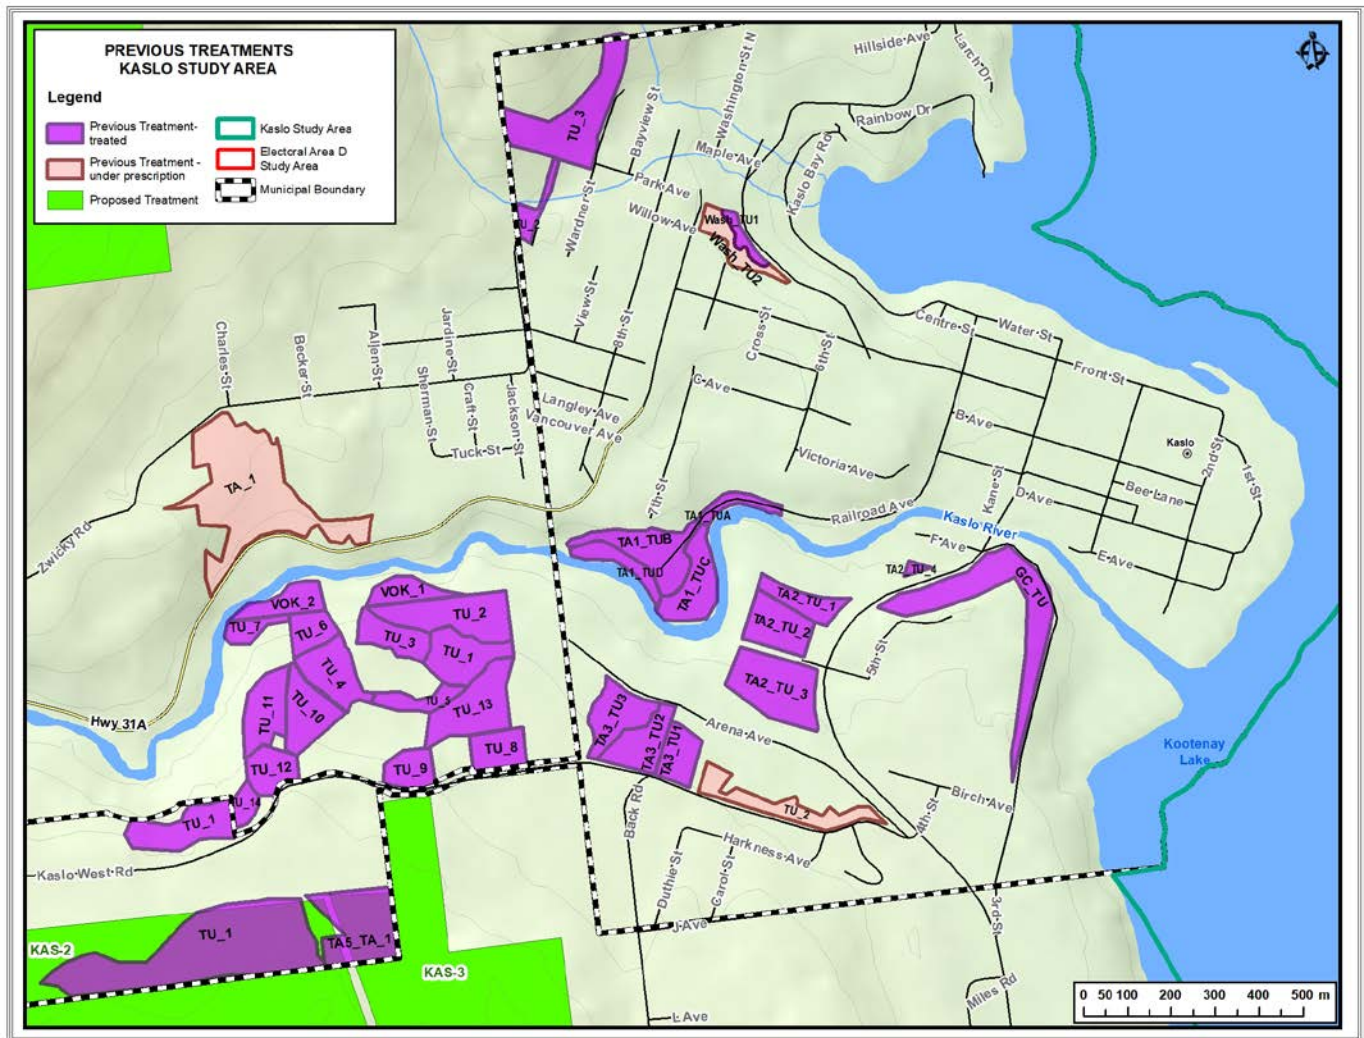 PREVIOUS TREATMENTS
KASLO STUDY AREA
Legend
Previous Treatment-
treated
Previous Treatment -
under prescription
Proposed Treatment
Kaslo Study Area
Electoral Area D
Study Area
Municipal Boundary
Hillside Ave
Larch Dr
Washington St N
Bayview St
Rainbow Dr
TU_3
Maple Ave
Kaslo Bay Rd
Park Ave
Wardner St
Willow Ave
Wash_TU1
TU_2
Wash_TU2
View St
8th St
Cross St
6th St
Centre St
Water St
Front St
Charles St
Becker St
Allen St
Jardine St
Sherman St
Craft St
Jackson St
Langley Ave
Vancouver Ave
Tuck St
C Ave
B Ave
Kaslo
Victoria Ave
2nd St
1st St
Bee Lane
D Ave
Kane St
7th St
TA_1
Zwicky Rd
TA1_TUA
Railroad Ave
Kaslo River
F Ave
E Ave
TA1_TUB
TA1_TUD
TA1_TUC
TA2_TU_4
GC_TU
VOK_2
VOK_1
TU_7
TU_6
TU_2
TU_3
TU_1
TA2_TU_1
TA2_TU_2
5th St
TU_4
TA2_TU_3
TU_11
TU_10
TU_5
TU_13
TA3_TU3
TA3_TU2
TA3_TU1
Arena Ave
Hwy 31A
Kootenay
Lake
TU_8
TU_12
TU_9
TU_14
TU_1
TU_2
Back Rd
Birch Ave
4th St
Harkness Ave
Kaslo West Rd
Duthie St
Carol St
J Ave
3rd St
TU_1
TA5_TA_1
KAS-2
KAS-3
Miles Rd
L Ave
0 50 100 200 300 400 500 m